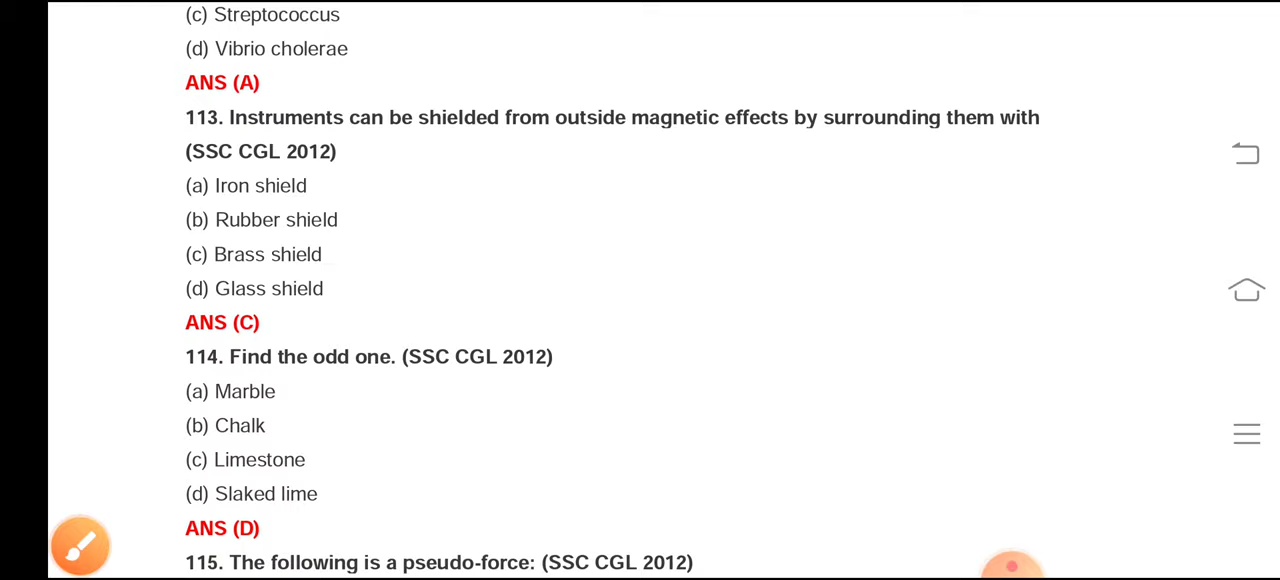 (c) Streptococcus
(d) Vibrio cholerae
ANS (A)
113. Instruments can be shielded from outside magnetic effects by surrounding them with
(SSC CGL 2012)
(a) Iron shield
(b) Rubber shield
(c) Brass shield
(d) Glass shield
ANS (C)
114. Find the odd one. (SSC CGL 2012)
(a) Marble
(b) Chalk
(c) Limestone
(d) Slaked lime
ANS (D)
115. The following is a pseudo-force: (SSC CGL 2012)